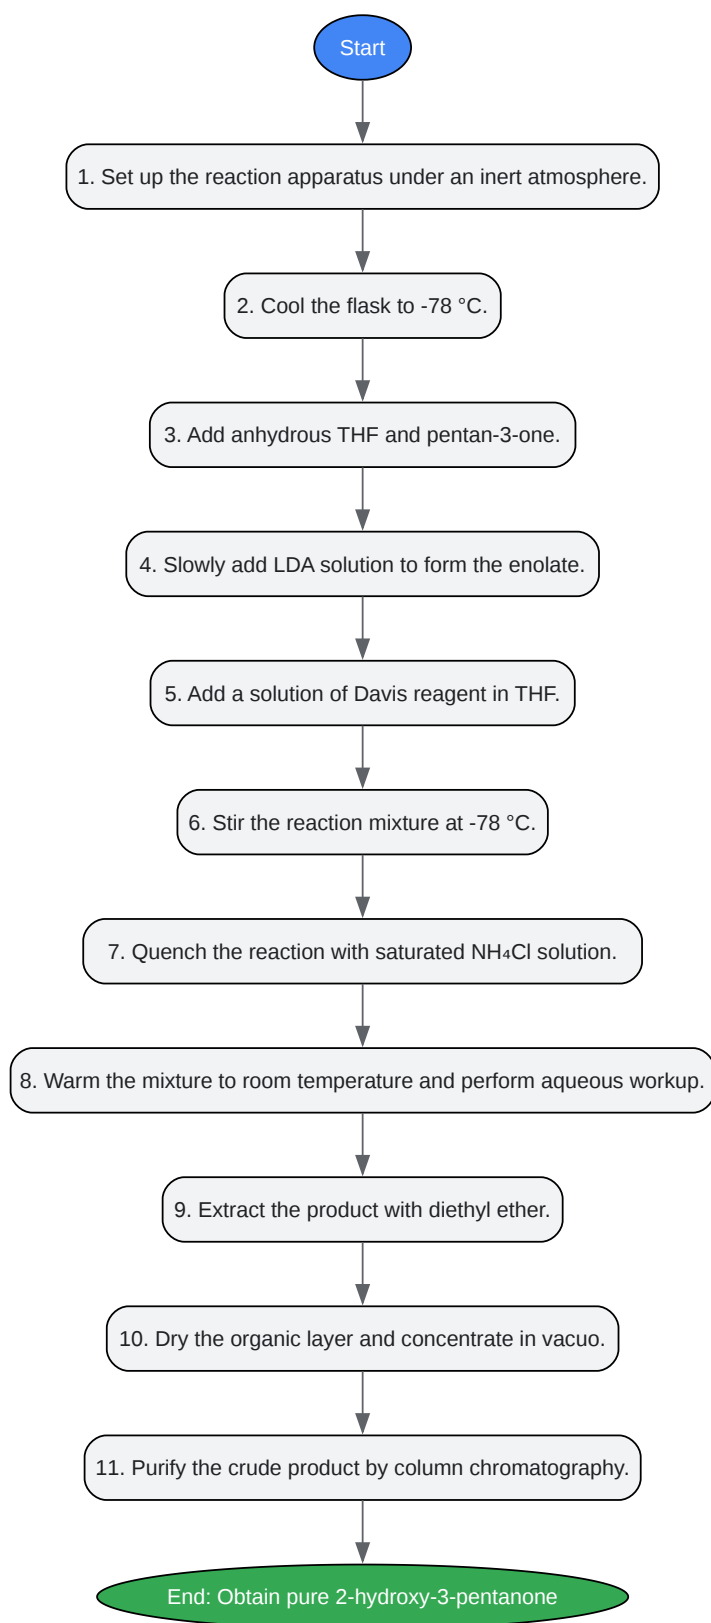 Start
1. Set up the reaction apparatus under an inert atmosphere.
2. Cool the flask to -78 °C.
3. Add anhydrous THF and pentan-3-one.
4. Slowly add LDA solution to form the enolate.
5. Add a solution of Davis reagent in THF.
6. Stir the reaction mixture at -78 °C.
7. Quench the reaction with saturated NH₄Cl solution.
8. Warm the mixture to room temperature and perform aqueous workup.
9. Extract the product with diethyl ether.
10. Dry the organic layer and concentrate in vacuo.
11. Purify the crude product by column chromatography.
End: Obtain pure 2-hydroxy-3-pentanone